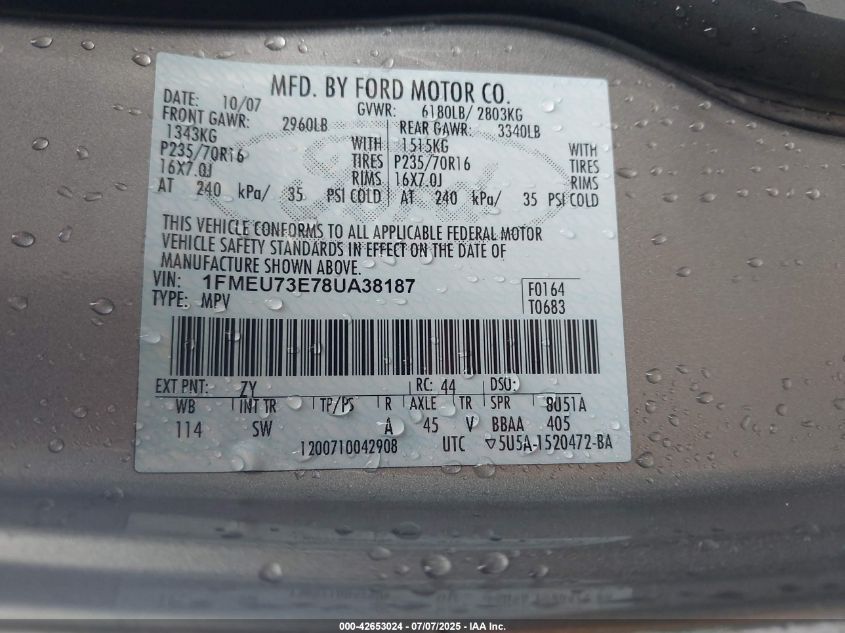 MFD. BY FORD MOTOR CO.
DATE: 10/07 GVWR: 6180LB/ 2803KG
FRONT GAWR: 2960LB REAR GAWR: 3340LB
1343KG WITH 1515KG WITH
P235/70R16 TIRES P235/70R16 TIRES
16X7.0J RIMS 16X7.0J RIMS
AT 240 kPa/ 35 PSI COLD AT 240 kPa/ 35 PSI COLD
THIS VEHICLE CONFORMS TO ALL APPLICABLE FEDERAL MOTOR
VEHICLE SAFETY STANDARDS IN EFFECT ON THE DATE OF
MANUFACTURE SHOWN ABOVE.
VIN: 1FMEU73E78UA38187 F0164
TYPE: MPV T0683
EXT PNT: ZY RC: 44 DSO:
WB INT TR TP/PS R AXLE TR SPR 8U51A
114 SW A 45 V BBAA 405
1200710042908 UTC ▽5U5A-1520472-BA
000-42653024 - 07/07/2025 - IAA Inc.